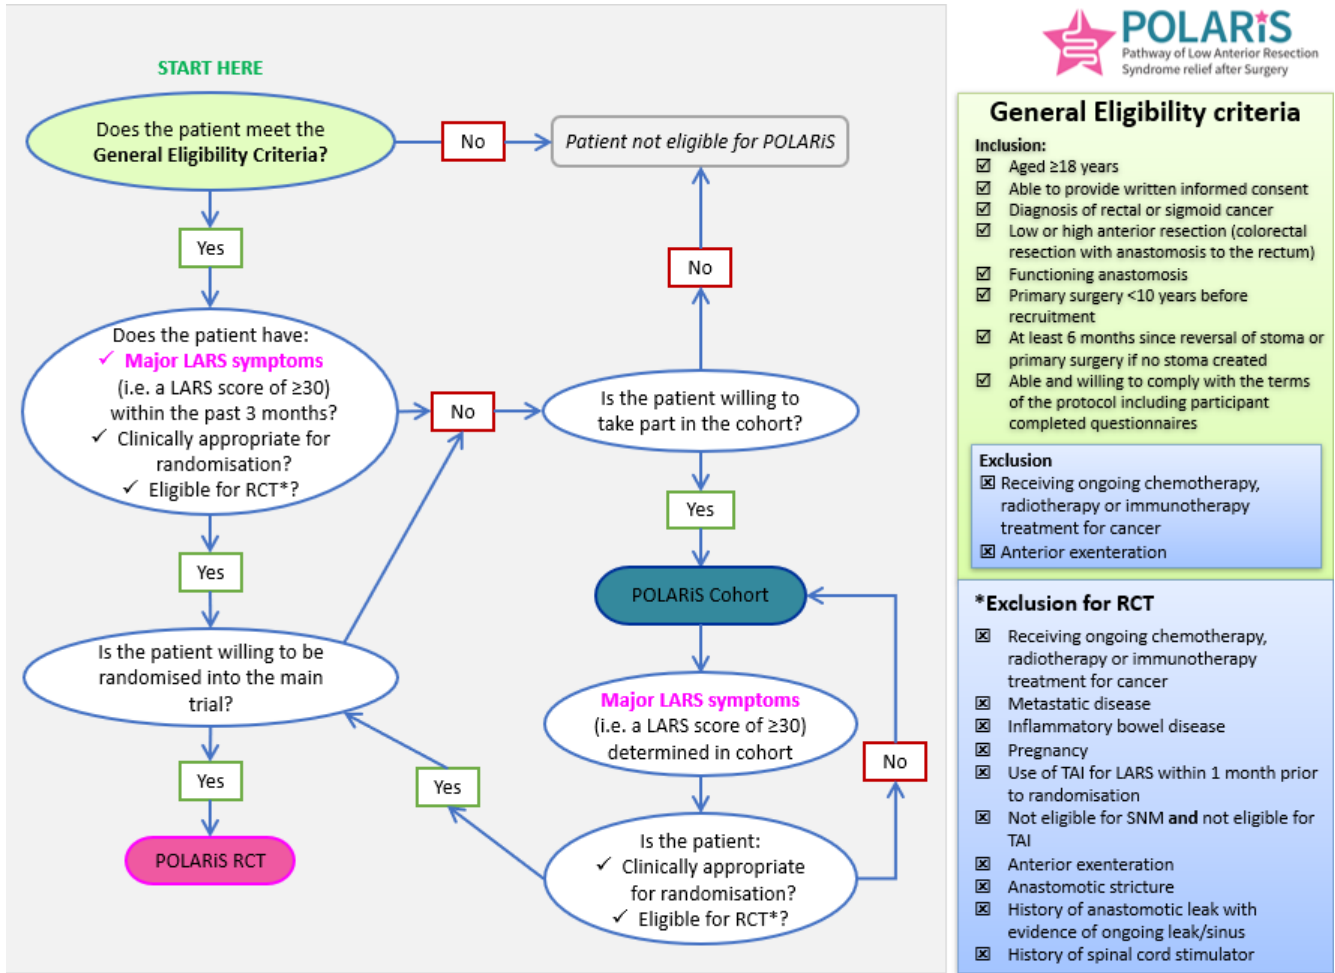 START HERE
Does the patient meet the
General Eligibility Criteria?
No
Patient not eligible for POLARiS
Yes
No
Does the patient have:
✓ Major LARS symptoms
(i.e. a LARS score of ≥30)
within the past 3 months?
✓ Clinically appropriate for
randomisation?
✓ Eligible for RCT*?
No
Is the patient willing to
take part in the cohort?
Yes
Yes
POLARiS Cohort
Is the patient willing to be
randomised into the main
trial?
Major LARS symptoms
(i.e. a LARS score of ≥30)
determined in cohort
No
Yes
Yes
POLARiS RCT
Is the patient:
✓ Clinically appropriate
for randomisation?
✓ Eligible for RCT*?
POLARiS
Pathway of Low Anterior Resection
Syndrome relief after Surgery
General Eligibility criteria
Inclusion:
☑ Aged ≥18 years
☑ Able to provide written informed consent
☑ Diagnosis of rectal or sigmoid cancer
☑ Low or high anterior resection (colorectal
resection with anastomosis to the rectum)
☑ Functioning anastomosis
☑ Primary surgery <10 years before
recruitment
☑ At least 6 months since reversal of stoma or
primary surgery if no stoma created
☑ Able and willing to comply with the terms
of the protocol including participant
completed questionnaires
Exclusion
☒ Receiving ongoing chemotherapy,
radiotherapy or immunotherapy
treatment for cancer
☒ Anterior exenteration
*Exclusion for RCT
☒ Receiving ongoing chemotherapy,
radiotherapy or immunotherapy
treatment for cancer
☒ Metastatic disease
☒ Inflammatory bowel disease
☒ Pregnancy
☒ Use of TAI for LARS within 1 month prior
to randomisation
☒ Not eligible for SNM and not eligible for
TAI
☒ Anterior exenteration
☒ Anastomotic stricture
☒ History of anastomotic leak with
evidence of ongoing leak/sinus
☒ History of spinal cord stimulator